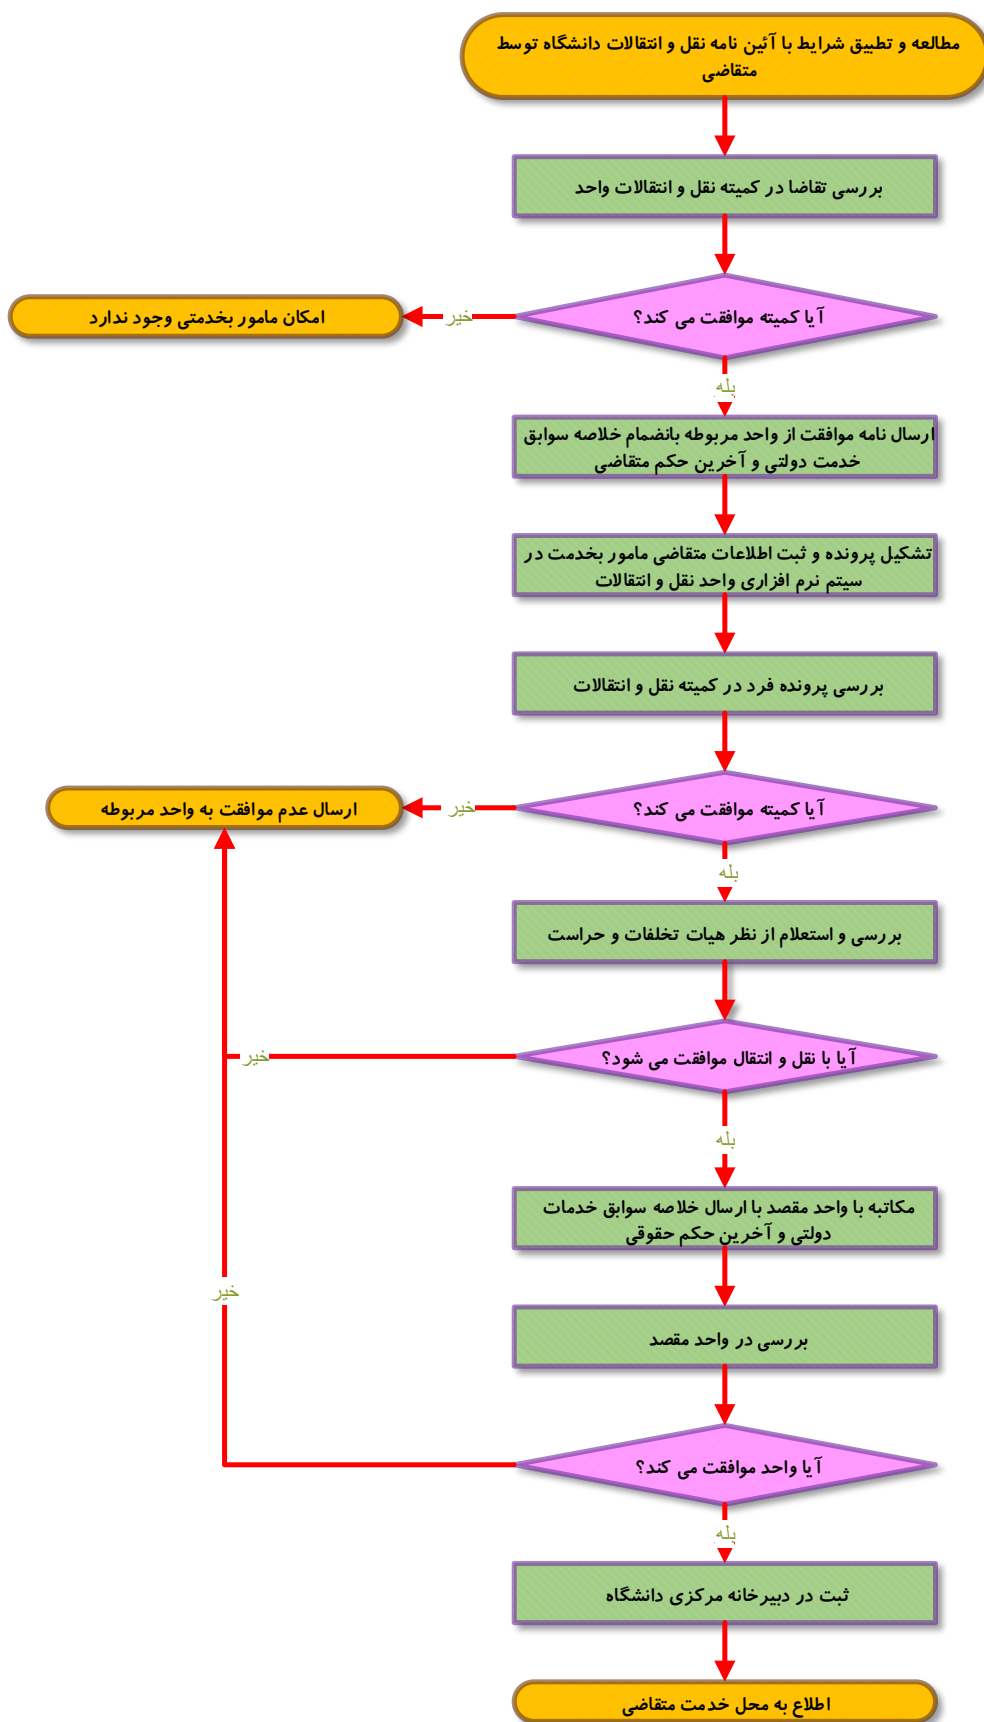 مطالعه و تطبیق شرایط با آئین نامه نقل و انتقالات دانشگاه توسط
متقاضی
بررسی تقاضا در کمیته نقل و انتقالات واحد
آیا کمیته موافقت می کند؟
خیر
امکان مامور بخدمتی وجود ندارد
بله
ارسال نامه موافقت از واحد مربوطه بانضمام خلاصه سوابق
خدمت دولتی و آخرین حکم متقاضی
تشکیل پرونده و ثبت اطلاعات متقاضی مامور بخدمت در
سیتم نرم افزاری واحد نقل و انتقالات
بررسی پرونده فرد در کمیته نقل و انتقالات
آیا کمیته موافقت می کند؟
خیر
ارسال عدم موافقت به واحد مربوطه
بله
بررسی و استعلام از نظر هیات تخلفات و حراست
آیا با نقل و انتقال موافقت می شود؟
خیر
بله
مکاتبه با واحد مقصد با ارسال خلاصه سوابق خدمات
دولتی و آخرین حکم حقوقی
خیر
بررسی در واحد مقصد
آیا واحد موافقت می کند؟
بله
ثبت در دبیرخانه مرکزی دانشگاه
اطلاع به محل خدمت متقاضی